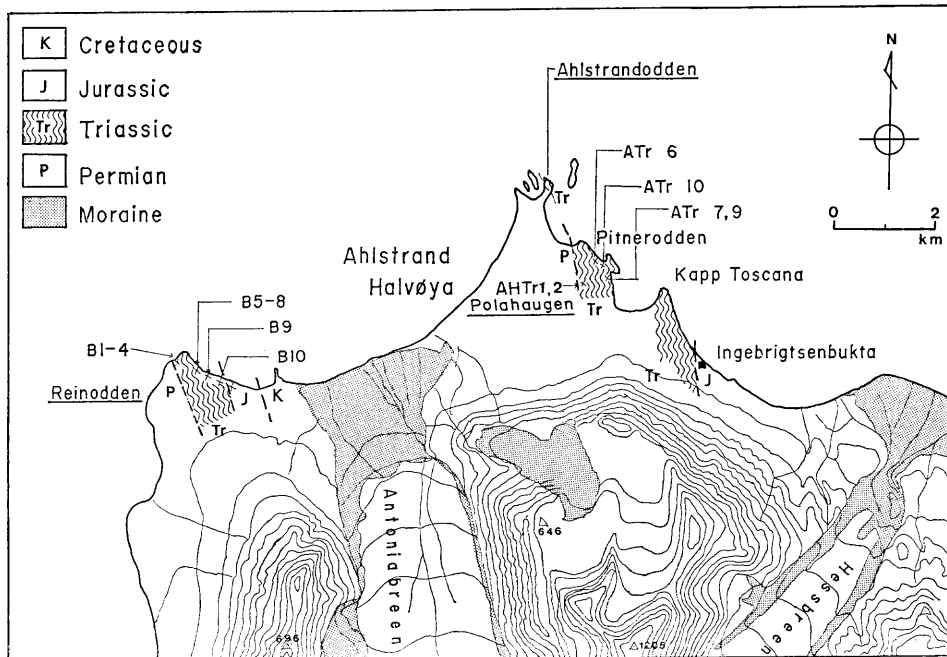 K Cretaceous
J Jurassic
Tr Triassic
P Permian
Moraine
N
0 2
km
Ahlstrandodden
Tr
ATr 6
ATr 10
ATr 7,9
Pitnerodden
P
Ahlstrand
Halvøya
Kapp Toscana
AHTr1,2
Polahaugen
Tr
B5-8
B9
B1-4
B10
Ingebrigtsenbukta
P
J
K
Tr
J
Reinodden
Tr
Antoniabreen
646
Hessbreen
696
1205